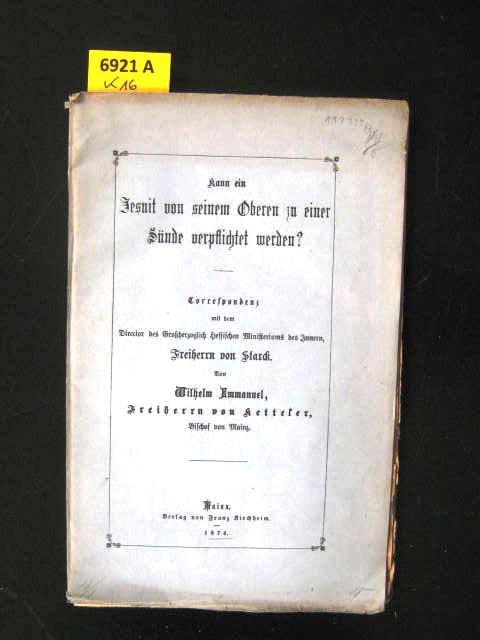 6921 A
K16
Kann ein
Jesuit von seinem Oberen zu einer
Sünde verpflichtet werden?
Correspondenz
mit dem
Director des Großherzoglich Hessischen Ministeriums des Innern,
Freiherrn von Starck.
Von
Wilhelm Emmanuel,
Freiherrn von Ketteler,
Bischof von Mainz.
Mainz.
Verlag von Franz Kirchheim.
1874.